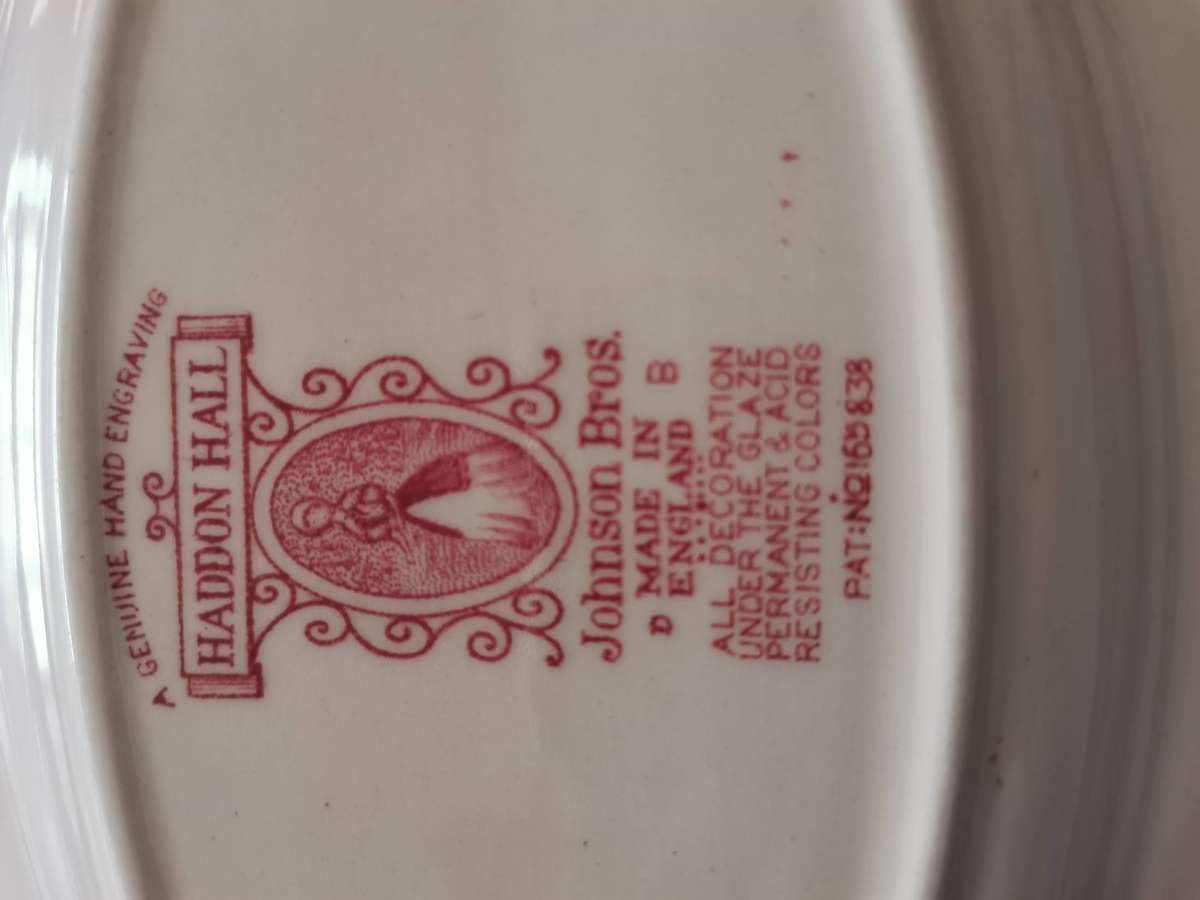 A GENUINE HAND ENGRAVING
HADDON HALL
Johnson Bros.
D MADE IN B
ENGLAND
ALL DECORATION
UNDER THE GLAZE
PERMANENT & ACID
RESISTING COLORS
PAT: No 165838